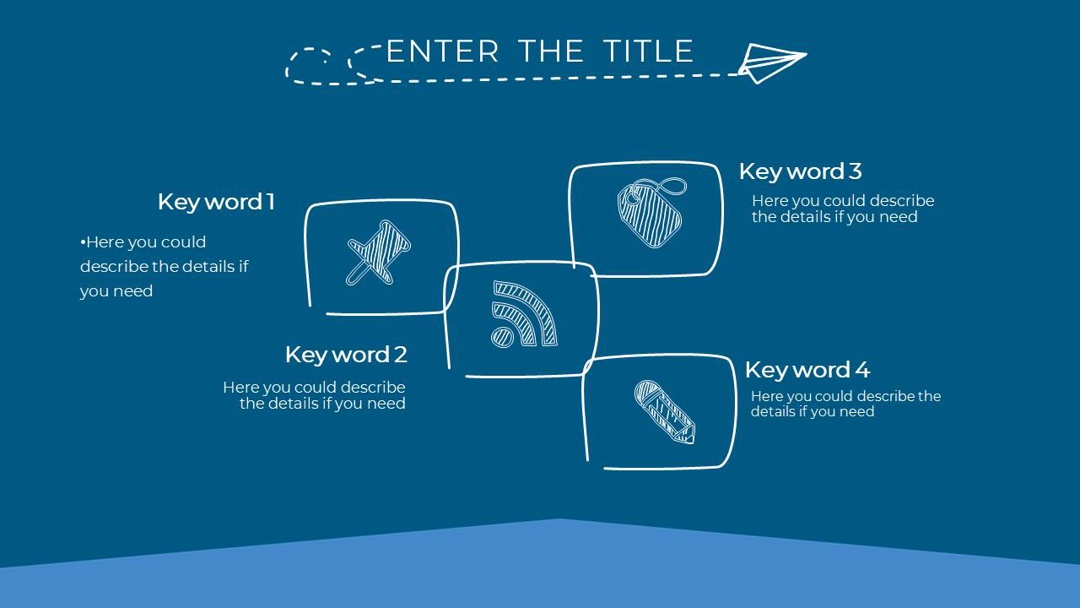 ENTER THE TITLE
Key word 1
•Here you could
describe the details if
you need
Key word 2
Here you could describe
the details if you need
Key word 3
Here you could describe
the details if you need
Key word 4
Here you could describe the
details if you need